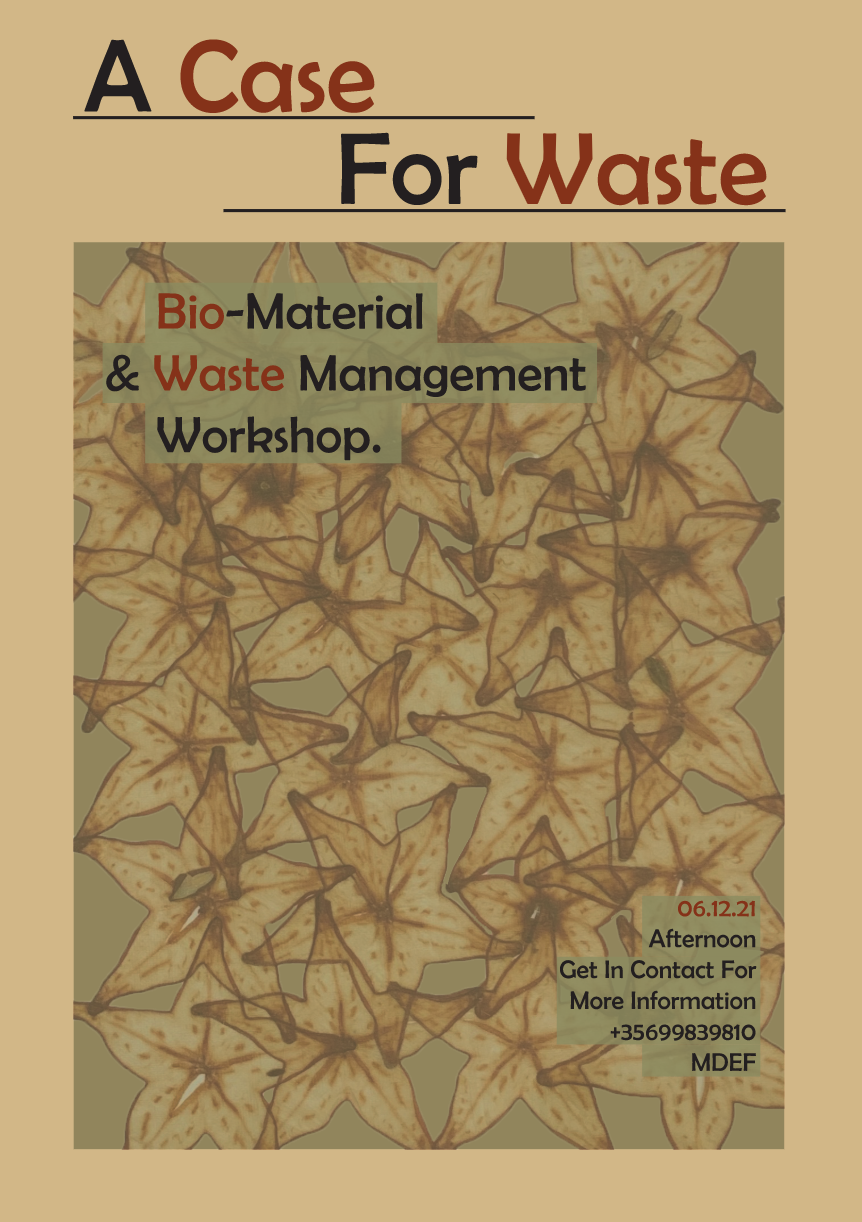 A Case
For Waste
Bio-Material
& Waste Management
Workshop.
06.12.21
Afternoon
Get In Contact For
More Information
+35699839810
MDEF